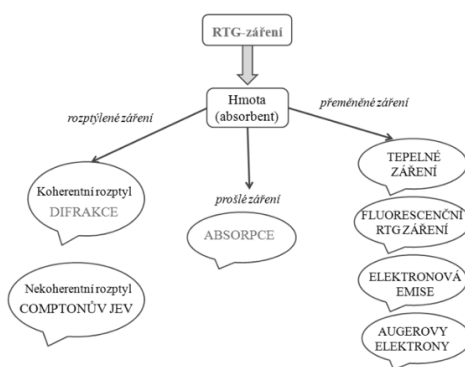 RTG-záření
Hmota
(absorbent)
rozptýlené záření
přeměněné záření
prošlé záření
Koherentní rozptyl
DIFRAKCE
Nekoherentní rozptyl
COMPTONŮV JEV
ABSORPCE
TEPELNÉ
ZÁŘENÍ
FLUORESCENČNÍ
RTG ZÁŘENÍ
ELEKTRONOVÁ
EMISE
AUGEROVY
ELEKTRONY